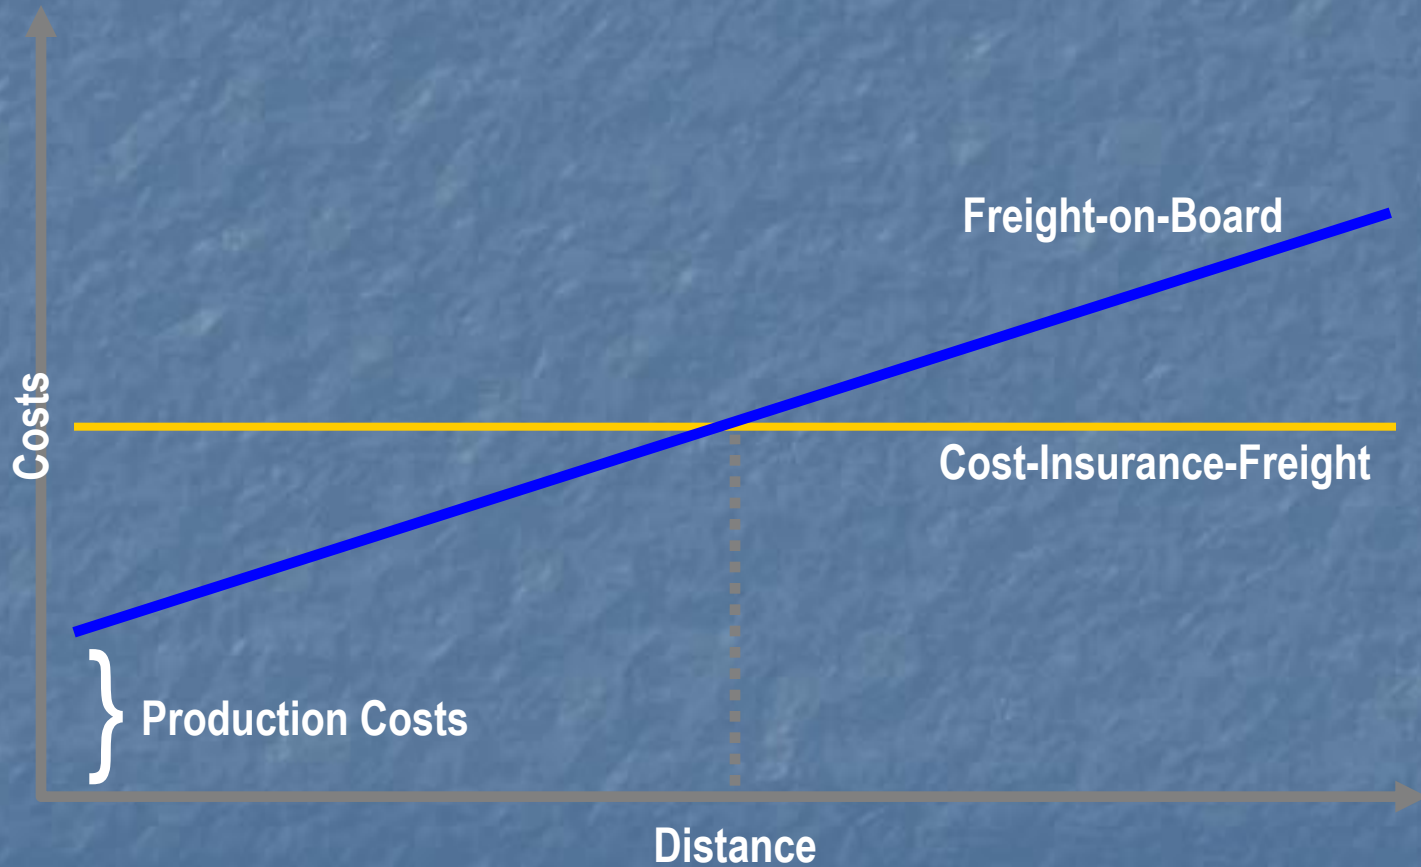 Freight-on-Board
Costs
Cost-Insurance-Freight
} Production Costs
Distance